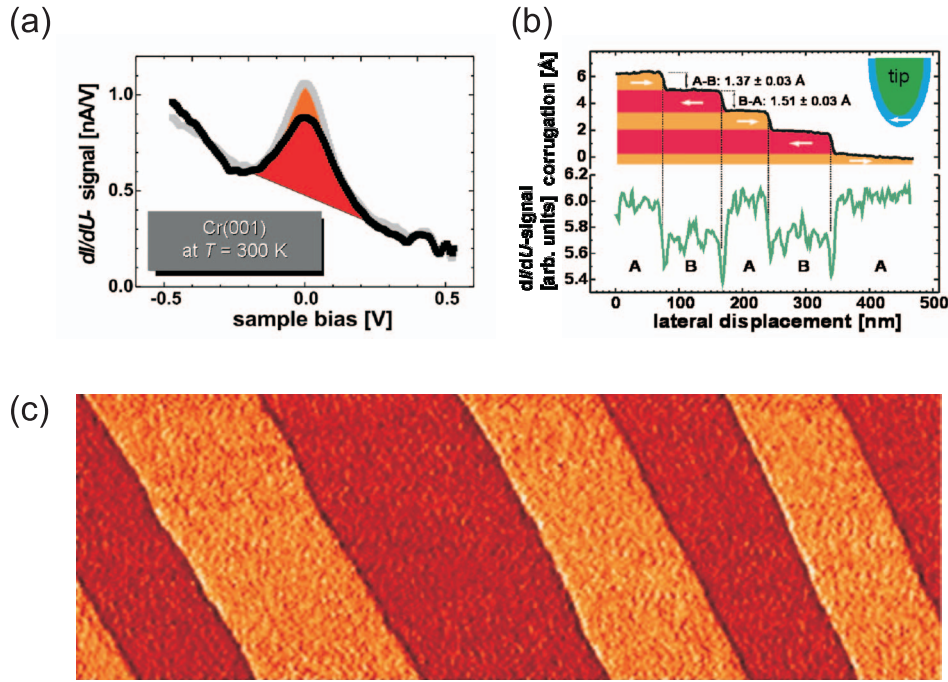 (a)
dI/dU- signal [nA/V]
1.0
0.5
0.0
Cr(001)
at T = 300 K
-0.5
0.0
0.5
sample bias [V]
(b)
corrugation [Å]
6
4
2
0
A-B: 1.37 ± 0.03 Å
B-A: 1.51 ± 0.03 Å
tip
dI/dU-signal
[arb. units]
6.2
6.0
5.8
5.6
5.4
A B A B A
0 100 200 300 400 500
lateral displacement [nm]
(c)